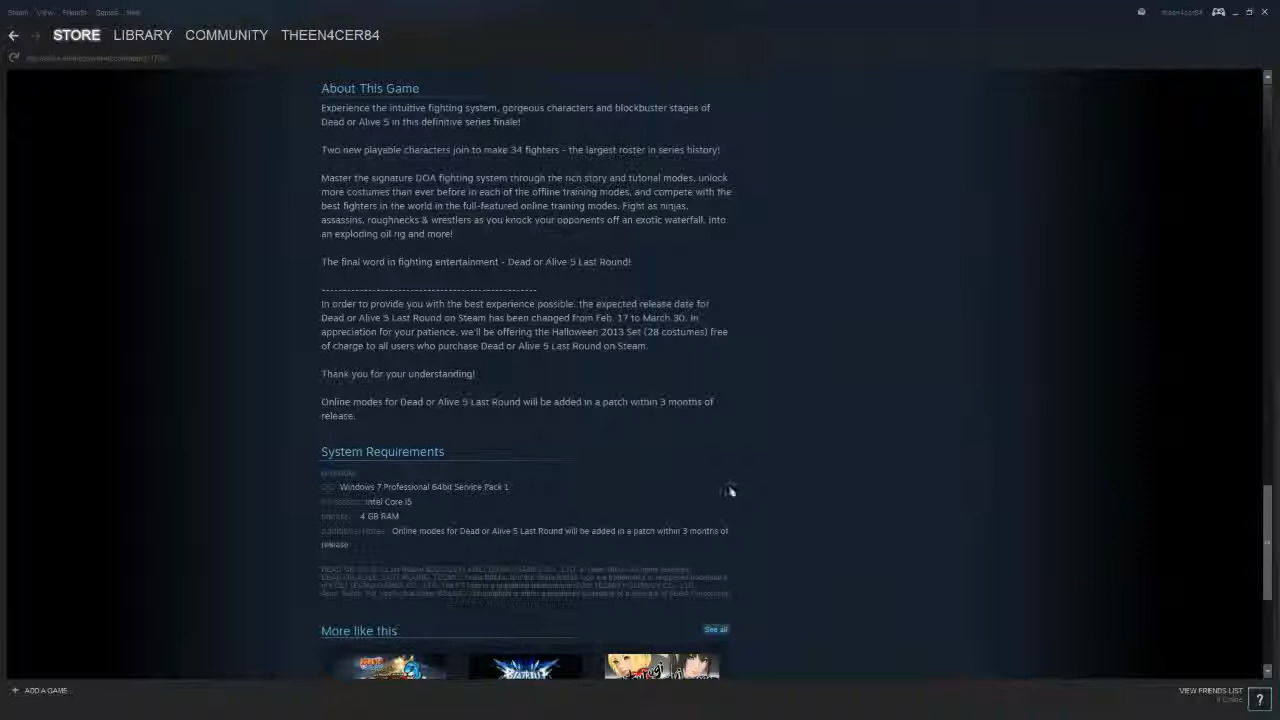 Steam View Friends Games Help
theen4cer84
STORE LIBRARY COMMUNITY THEEN4CER84
About This Game
Experience the intuitive fighting system, gorgeous characters and blockbuster stages of
Dead or Alive 5 in this definitive series finale!
Two new playable characters join to make 34 fighters - the largest roster in series history!
Master the signature DOA fighting system through the rich story and tutorial modes, unlock
more costumes than ever before in each of the offline training modes, and compete with the
best fighters in the world in the full-featured online training modes. Fight as ninjas,
assassins, roughnecks & wrestlers as you knock your opponents off an exotic waterfall, into
an exploding oil rig and more!
The final word in fighting entertainment - Dead or Alive 5 Last Round!
----------------------------------------------------
In order to provide you with the best experience possible, the expected release date for
Dead or Alive 5 Last Round on Steam has been changed from Feb. 17 to March 30. In
appreciation for your patience, we'll be offering the Halloween 2013 Set (28 costumes) free
of charge to all users who purchase Dead or Alive 5 Last Round on Steam.
Thank you for your understanding!
Online modes for Dead or Alive 5 Last Round will be added in a patch within 3 months of
release.
System Requirements
Windows 7 Professional 64bit Service Pack 1
Intel Core i5
4 GB RAM
Additional Notes: Online modes for Dead or Alive 5 Last Round will be added in a patch within 3 months of
release
More like this
See all
+ ADD A GAME...
VIEW FRIENDS LIST
Online
?